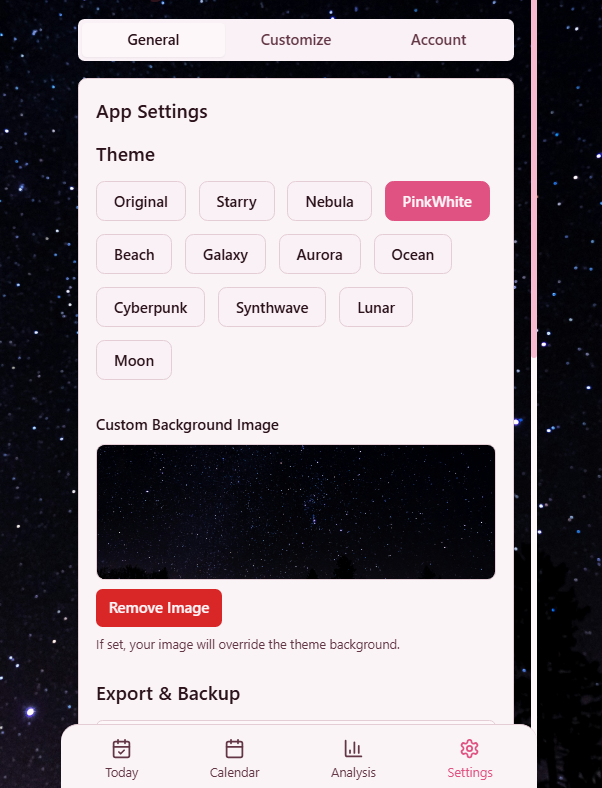 General Customize Account
App Settings
Theme
Original Starry Nebula PinkWhite
Beach Galaxy Aurora Ocean
Cyberpunk Synthwave Lunar
Moon
Custom Background Image
Remove Image
If set, your image will override the theme background.
Export & Backup
Today Calendar Analysis Settings